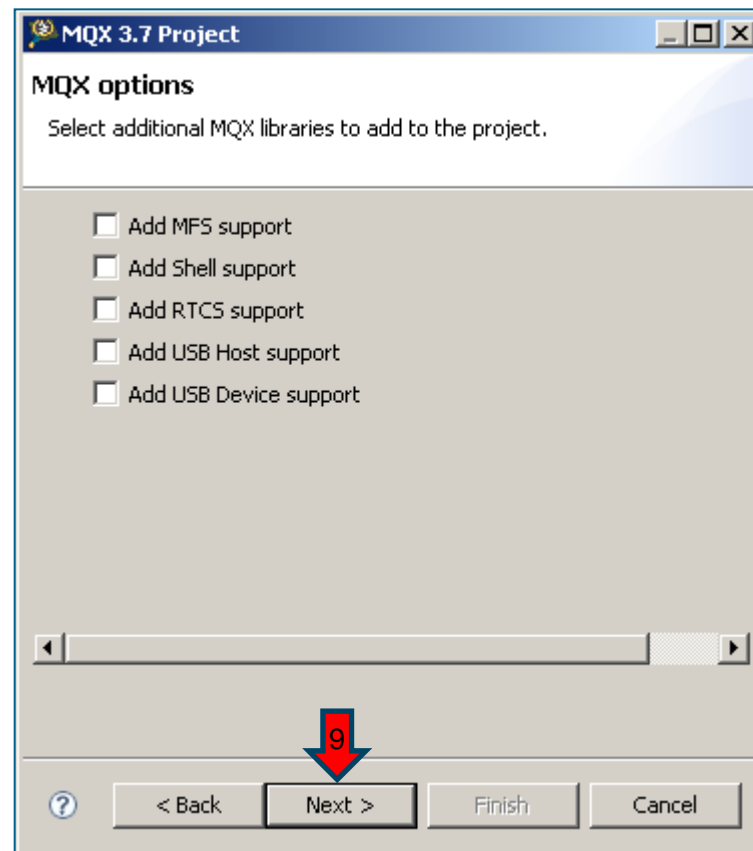 MQX 3.7 Project
MQX options
Select additional MQX libraries to add to the project.
Add MFS support
Add Shell support
Add RTCS support
Add USB Host support
Add USB Device support
9
? < Back Next > Finish Cancel